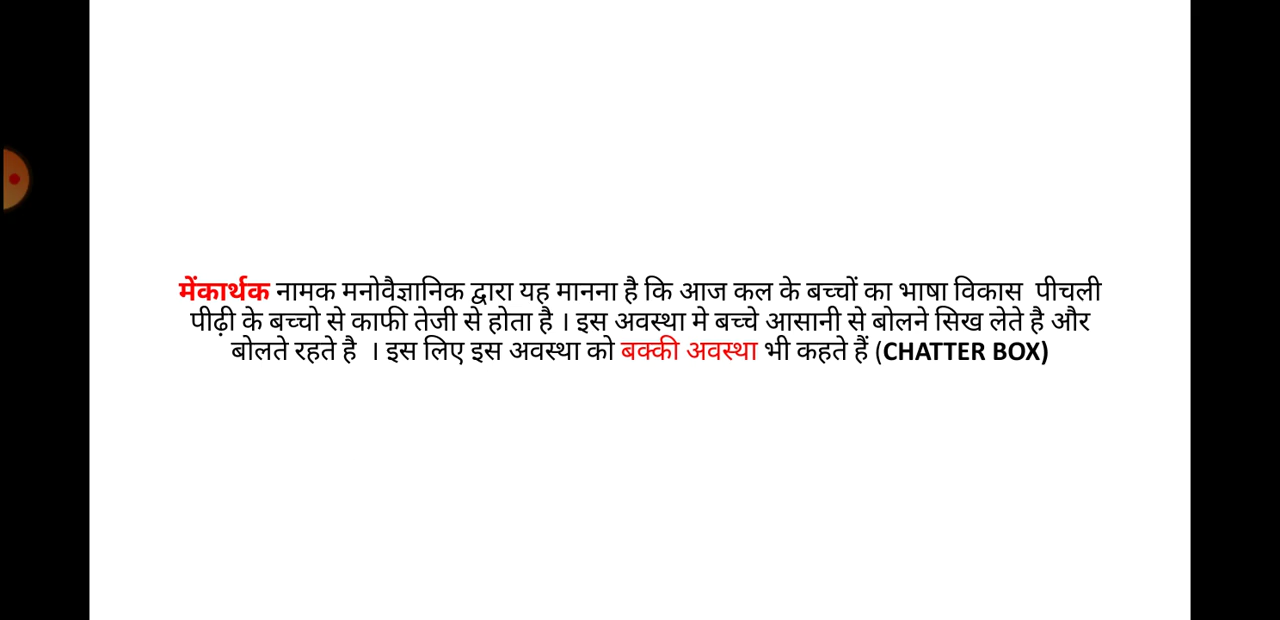 मेंकार्थक नामक मनोवैज्ञानिक द्वारा यह मानना है कि आज कल के बच्चों का भाषा विकास पीचली
पीढ़ी के बच्चो से काफी तेजी से होता है । इस अवस्था मे बच्चे आसानी से बोलने सिख लेते है और
बोलते रहते है । इस लिए इस अवस्था को बक्की अवस्था भी कहते हैं (CHATTER BOX)